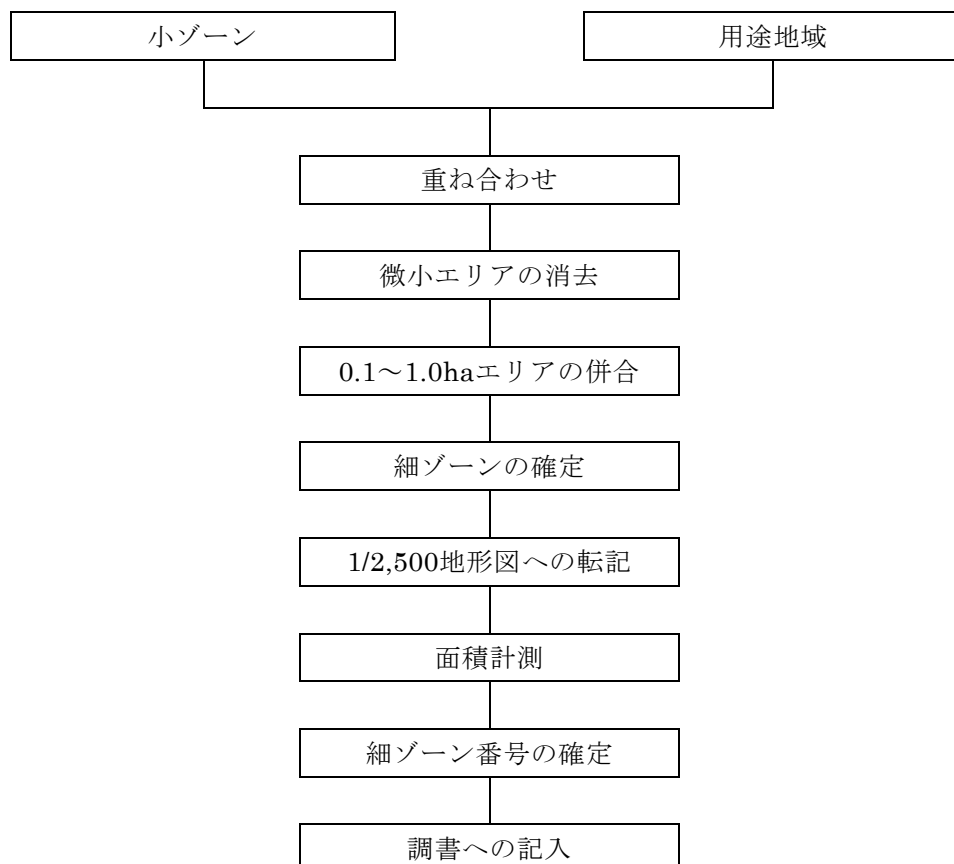 小ゾーン
用途地域
重ね合わせ
微小エリアの消去
0.1～1.0haエリアの併合
細ゾーンの確定
1/2,500地形図への転記
面積計測
細ゾーン番号の確定
調書への記入